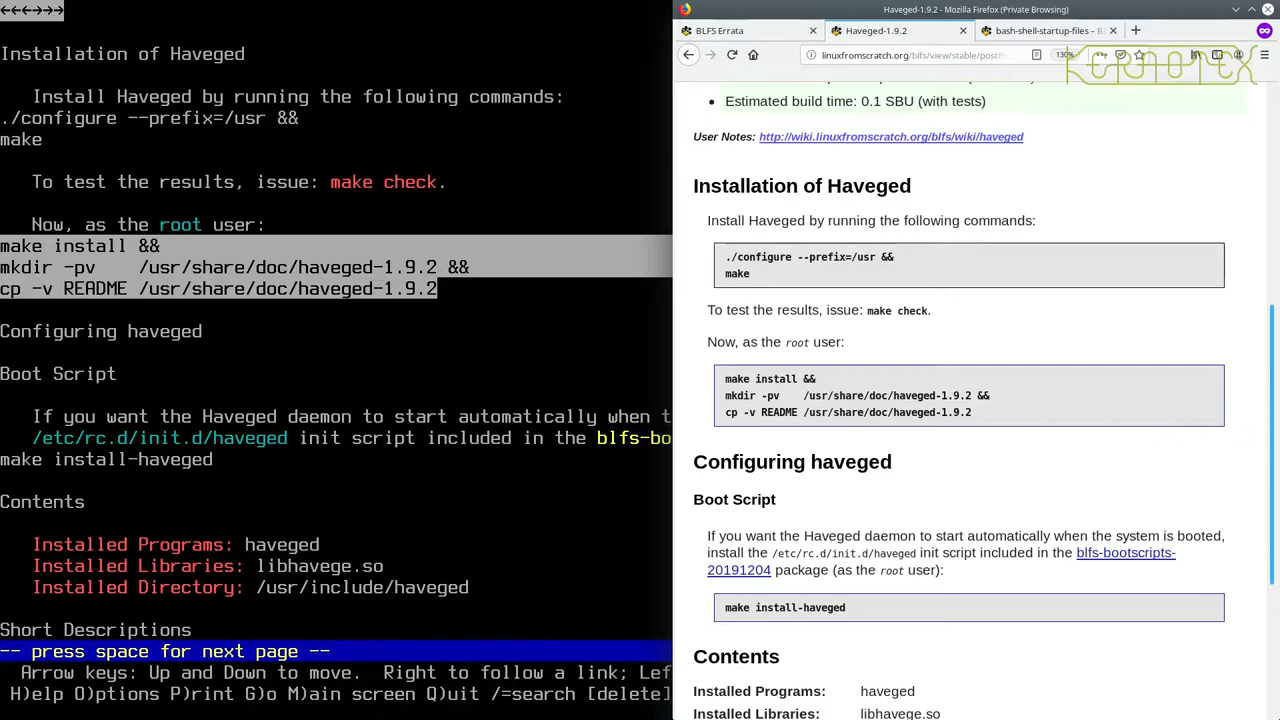 ←←←→→→
Installation of Haveged
Install Haveged by running the following commands:
./configure --prefix=/usr &&
make
To test the results, issue: make check.
Now, as the root user:
make install &&
mkdir -pv    /usr/share/doc/haveged-1.9.2 &&
cp -v README /usr/share/doc/haveged-1.9.2
Configuring haveged
Boot Script
If you want the Haveged daemon to start automatically when t
/etc/rc.d/init.d/haveged init script included in the blfs-bo
make install-haveged
Contents
Installed Programs: haveged
Installed Libraries: libhavege.so
Installed Directory: /usr/include/haveged
Short Descriptions
-- press space for next page --
Arrow keys: Up and Down to move.  Right to follow a link; Lef
H)elp O)ptions P)rint G)o M)ain screen Q)uit /=search [delete]
Haveged-1.9.2 - Mozilla Firefox (Private Browsing)
BLFS Errata
Haveged-1.9.2
bash-shell-startup-files – BL
linuxfromscratch.org/blfs/view/stable/postlf
130%
KERNOTEX
Estimated build time: 0.1 SBU (with tests)
User Notes: http://wiki.linuxfromscratch.org/blfs/wiki/haveged
Installation of Haveged
Install Haveged by running the following commands:
./configure --prefix=/usr &&
make
To test the results, issue: make check.
Now, as the root user:
make install &&
mkdir -pv    /usr/share/doc/haveged-1.9.2 &&
cp -v README /usr/share/doc/haveged-1.9.2
Configuring haveged
Boot Script
If you want the Haveged daemon to start automatically when the system is booted,
install the /etc/rc.d/init.d/haveged init script included in the blfs-bootscripts-
20191204 package (as the root user):
make install-haveged
Contents
Installed Programs: haveged
Installed Libraries: libhavege.so